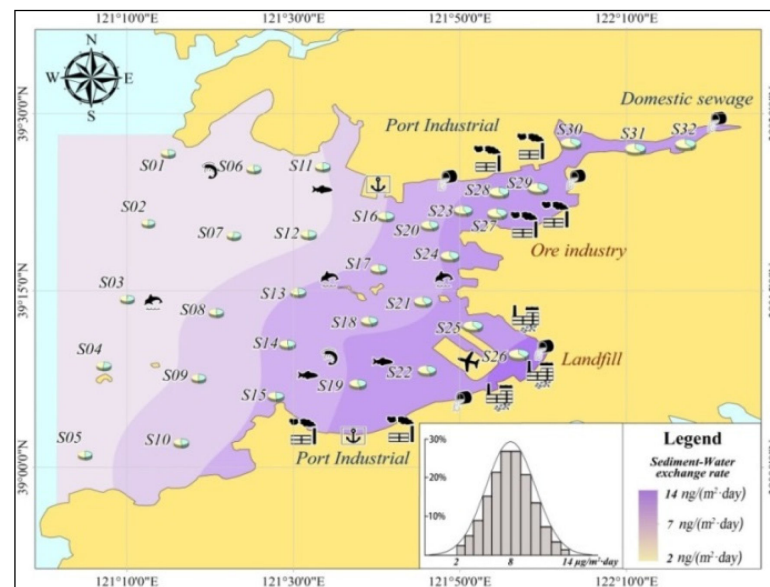 121°10'0"E 121°30'0"E 121°50'0"E 122°10'0"E
N
W E
S
39°30'0"N
39°15'0"N
39°0'0"N
Domestic sewage
Port Industrial
S30
S31
S32
S01
S06
S11
S28
S29
S02
S16
S23
S27
S20
S07
S12
Ore industry
S24
S17
S03
S13
S21
S08
S18
S25
S14
S26
Landfill
S04
S09
S19
S22
S15
S05
S10
Port Industrial
30%
20%
10%
2 8 14 μg/m²·day
Legend
Sediment-Water
exchange rate
14 ng/(m²·day)
7 ng/(m²·day)
2 ng/(m²·day)
121°10'0"E 121°30'0"E 121°50'0"E 122°10'0"E